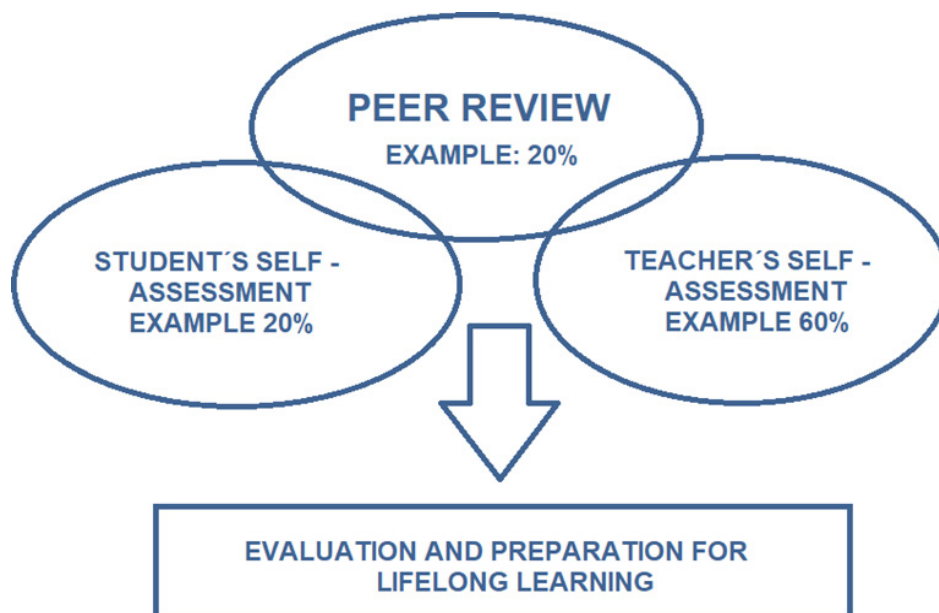 PEER REVIEW
EXAMPLE: 20%
STUDENT´S SELF -
ASSESSMENT
EXAMPLE 20%
TEACHER´S SELF -
ASSESSMENT
EXAMPLE 60%
EVALUATION AND PREPARATION FOR
LIFELONG LEARNING